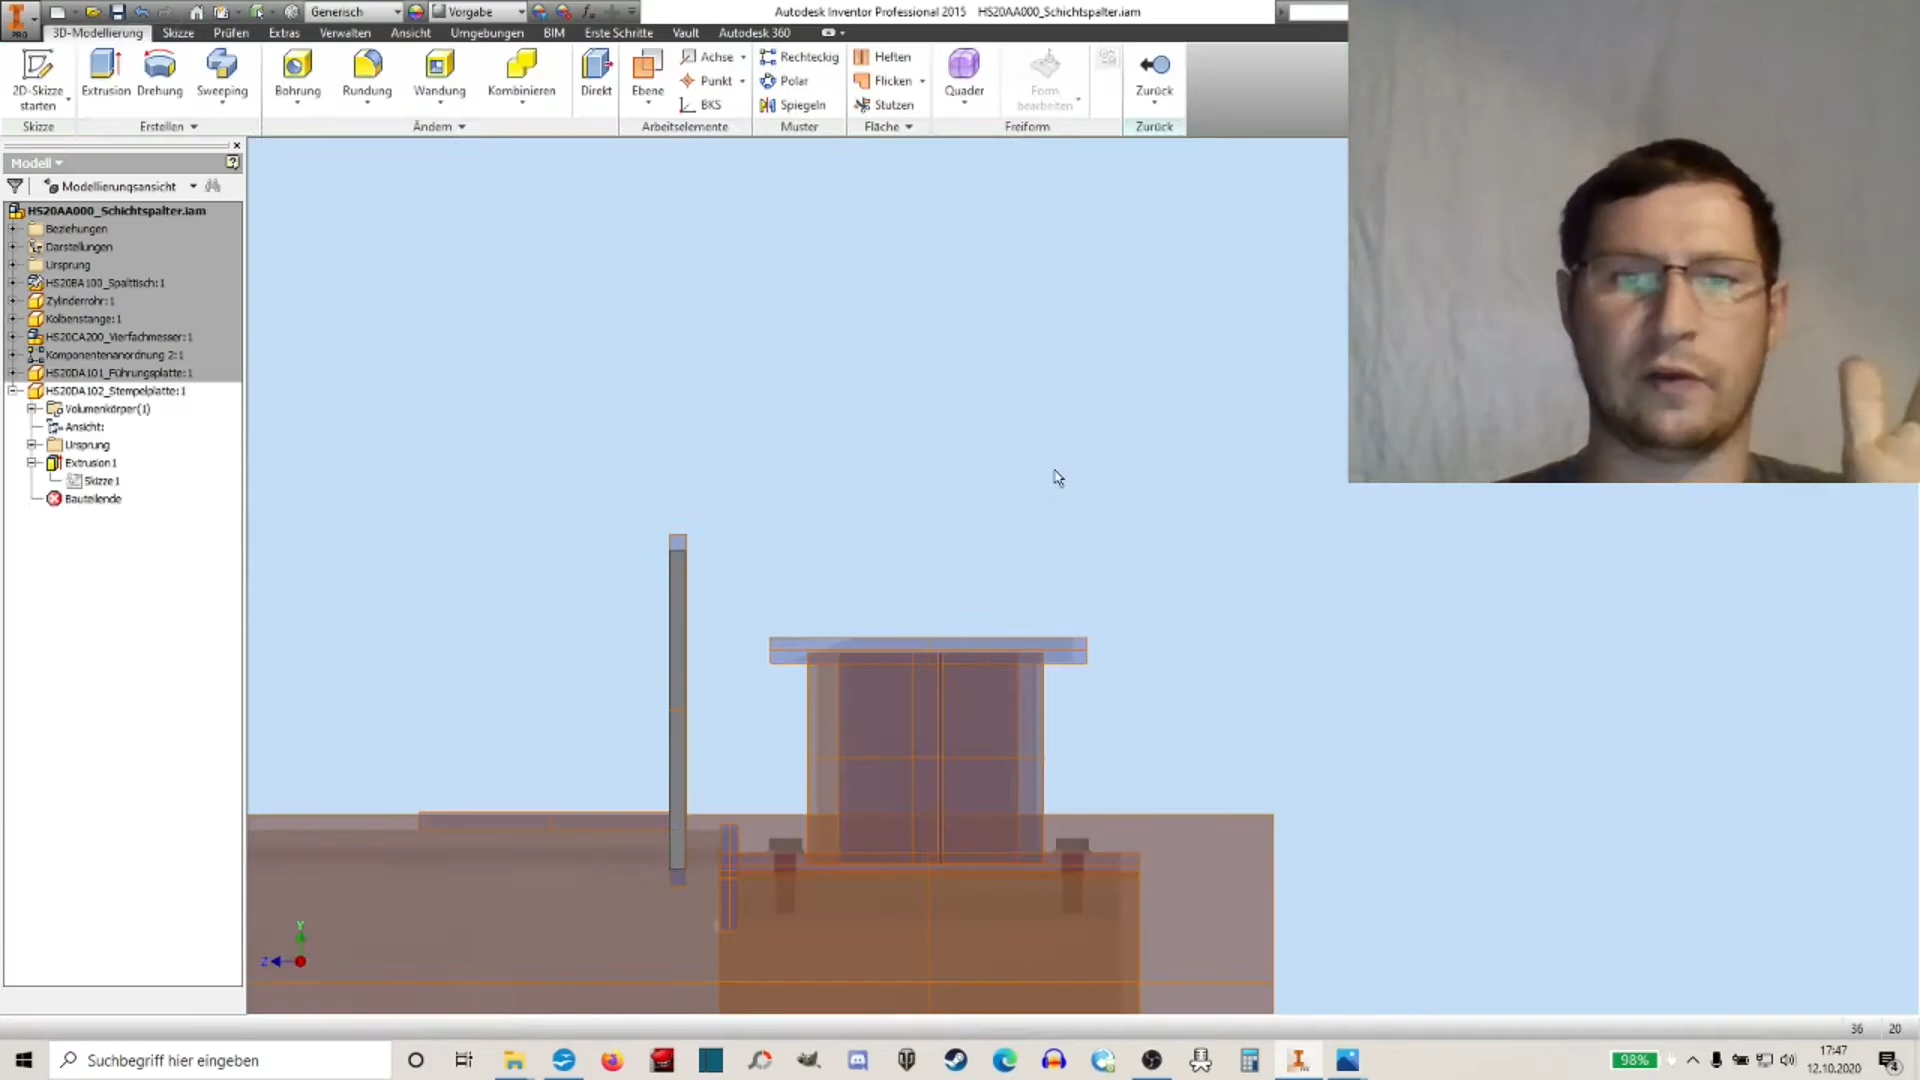 Generisch
Vorgabe
Autodesk Inventor Professional 2015 HS20AA000_Schichtspalter.iam
PRO
3D-Modellierung Skizze Prüfen Extras Verwalten Ansicht Umgebungen BIM Erste Schritte Vault Autodesk 360
2D-Skizze starten
Extrusion Drehung Sweeping
Bohrung Rundung Wandung Kombinieren
Direkt
Ebene
Achse
Punkt
BKS
Rechteckig
Polar
Spiegeln
Heften
Flicken
Stutzen
Quader
Form bearbeiten
Zurück
Skizze Erstellen Ändern Arbeitselemente Muster Fläche Freiform Zurück
Modell
Modellierungsansicht
HS20AA000_Schichtspalter.iam
Beziehungen
Darstellungen
Ursprung
HS20BA100_Spalttisch:1
Zylinderrohr:1
Kolbenstange:1
HS20CA200_Vierfachmesser:1
Komponentenanordnung 2:1
HS20DA101_Führungsplatte:1
HS20DA102_Stempelplatte:1
Volumenkörper(1)
Ansicht:
Ursprung
Extrusion1
Skizze1
Bauteilende
Y
Z
36 20
Suchbegriff hier eingeben
98%
17:47
12.10.2020
4